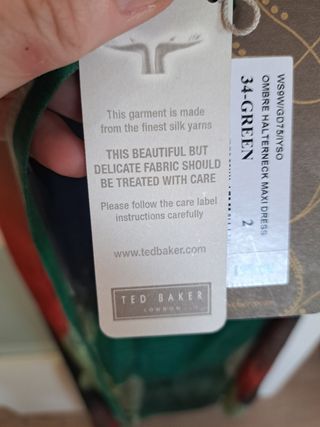 This garment is made
from the finest silk yarns
THIS BEAUTIFUL BUT
DELICATE FABRIC SHOULD
BE TREATED WITH CARE
Please follow the care label
instructions carefully
www.tedbaker.com
TED BAKER
LONDON
WS9W/GD75/IYSO
OMBRE HALTERNECK MAXI DRESS
34-GREEN
2